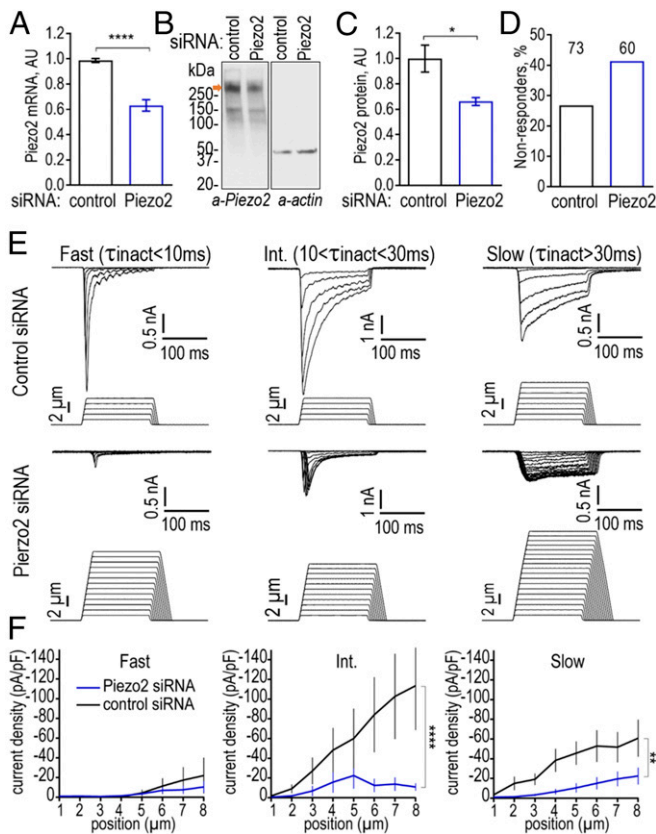 A
Piezo2 mRNA, AU
1.0
0.8
0.6
0.4
0.2
0.0
****
siRNA: control Piezo2
B
siRNA:
control
Piezo2
control
Piezo2
kDa
250-
150-
100-
50-
37-
20-
a-Piezo2 a-actin
C
Piezo2 protein, AU
1.2
1.0
0.8
0.6
0.4
0.2
0.0
*
siRNA: control Piezo2
D
Non-responders, %
50
40
30
20
10
0
73 60
siRNA: control Piezo2
E
Fast (τinact<10ms) Int. (10<τinact<30ms) Slow (τinact>30ms)
Control siRNA
0.5 nA
100 ms
1 nA
100 ms
0.5 nA
100 ms
2 µm
2 µm
2 µm
Pierzo2 siRNA
0.5 nA
100 ms
1 nA
100 ms
0.5 nA
100 ms
2 µm
2 µm
2 µm
F
current density (pA/pF)
-140
-120
-100
-80
-60
-40
-20
0
Fast
Piezo2 siRNA
control siRNA
1 2 3 4 5 6 7 8
position (µm)
current density (pA/pF)
-140
-120
-100
-80
-60
-40
-20
0
Int.
****
1 2 3 4 5 6 7 8
position (µm)
current density (pA/pF)
-140
-120
-100
-80
-60
-40
-20
0
Slow
**
1 2 3 4 5 6 7 8
position (µm)